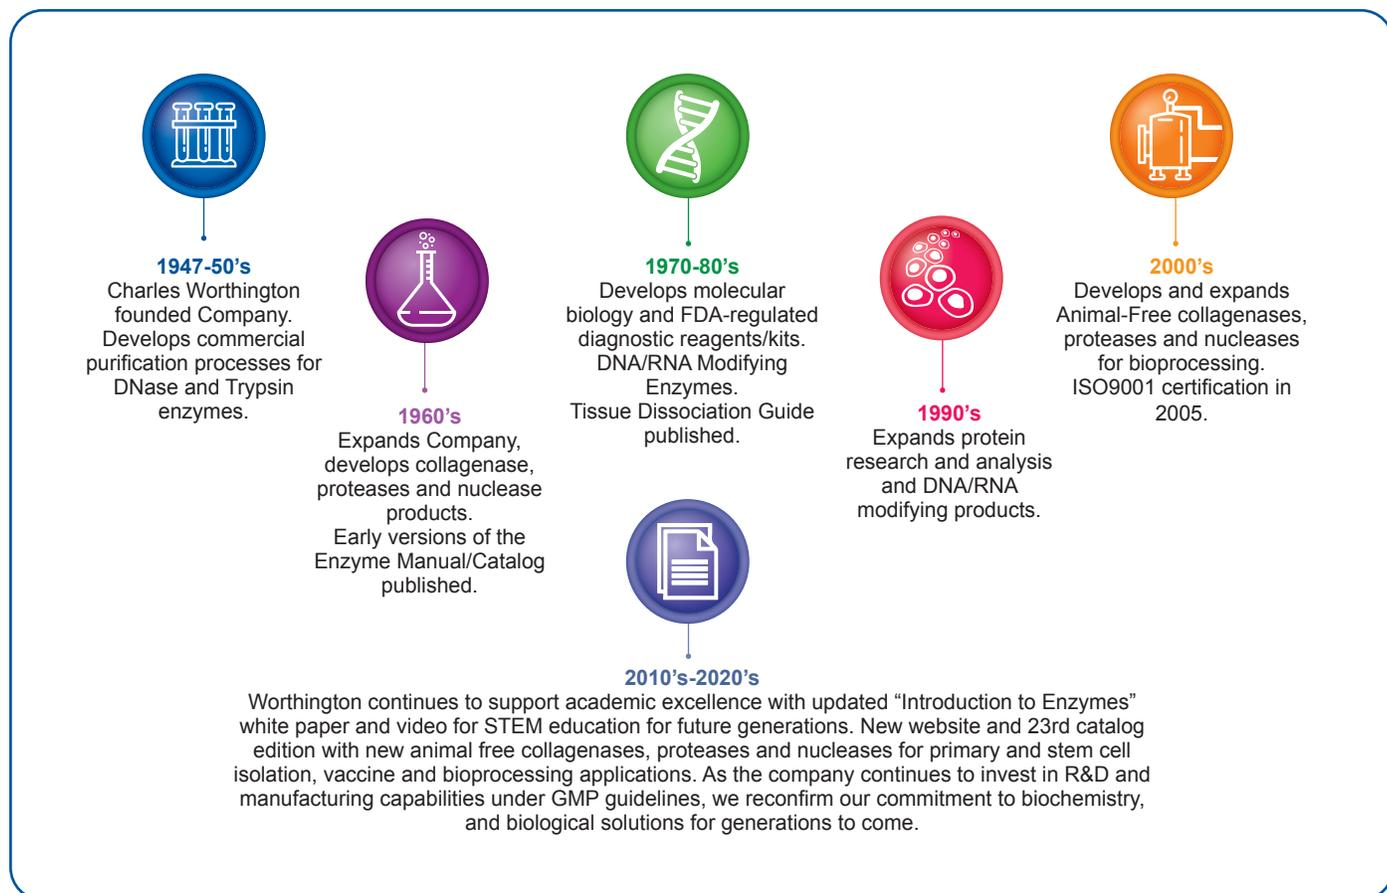 1947-50’s
Charles Worthington
founded Company.
Develops commercial
purification processes for
DNase and Trypsin
enzymes.
1960’s
Expands Company,
develops collagenase,
proteases and nuclease
products.
Early versions of the
Enzyme Manual/Catalog
published.
1970-80’s
Develops molecular
biology and FDA-regulated
diagnostic reagents/kits.
DNA/RNA Modifying
Enzymes.
Tissue Dissociation Guide
published.
1990’s
Expands protein
research and analysis
and DNA/RNA
modifying products.
2000’s
Develops and expands
Animal-Free collagenases,
proteases and nucleases
for bioprocessing.
ISO9001 certification in
2005.
2010’s-2020’s
Worthington continues to support academic excellence with updated “Introduction to Enzymes”
white paper and video for STEM education for future generations. New website and 23rd catalog
edition with new animal free collagenases, proteases and nucleases for primary and stem cell
isolation, vaccine and bioprocessing applications. As the company continues to invest in R&D and
manufacturing capabilities under GMP guidelines, we reconfirm our commitment to biochemistry,
and biological solutions for generations to come.